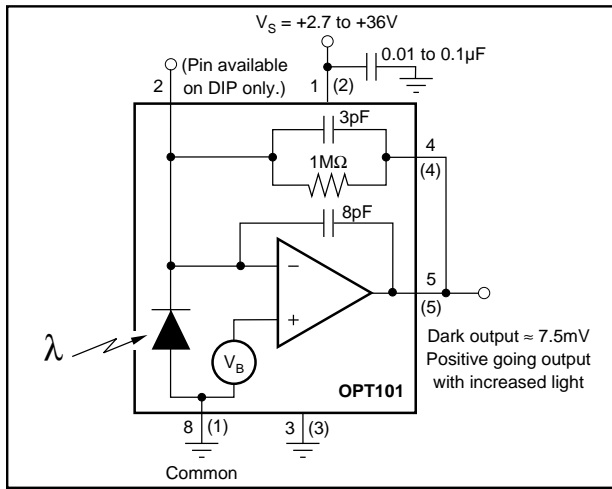 V_S = +2.7 to +36V
(Pin available
on DIP only.)
0.01 to 0.1µF
2
1
(2)
3pF
4
(4)
1MΩ
8pF
−
5
(5)
+
λ
V_B
Dark output ≈ 7.5mV
Positive going output
with increased light
OPT101
8
(1)
3
(3)
Common